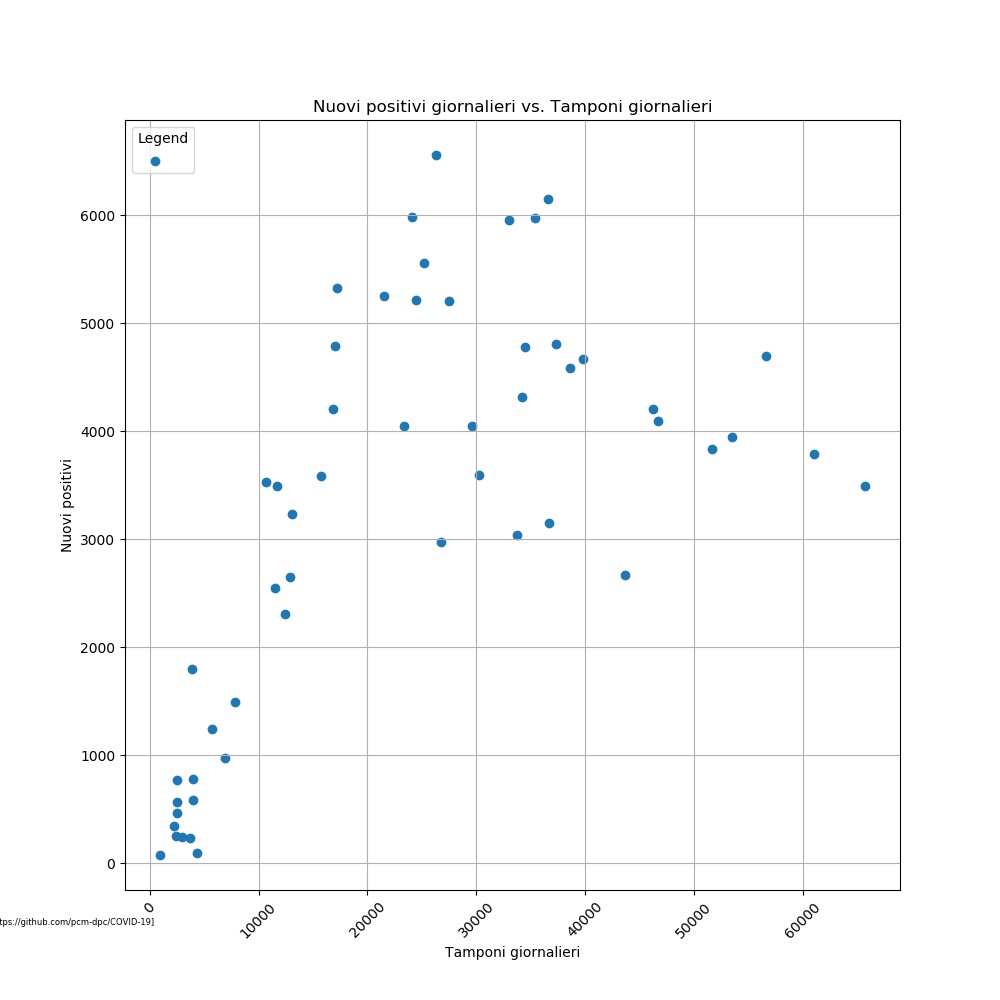 Nuovi positivi giornalieri vs. Tamponi giornalieri
Legend
6000
5000
4000
3000
2000
1000
0
Nuovi positivi
0
10000
20000
30000
40000
50000
60000
Tamponi giornalieri
ttps://github.com/pcm-dpc/COVID-19]